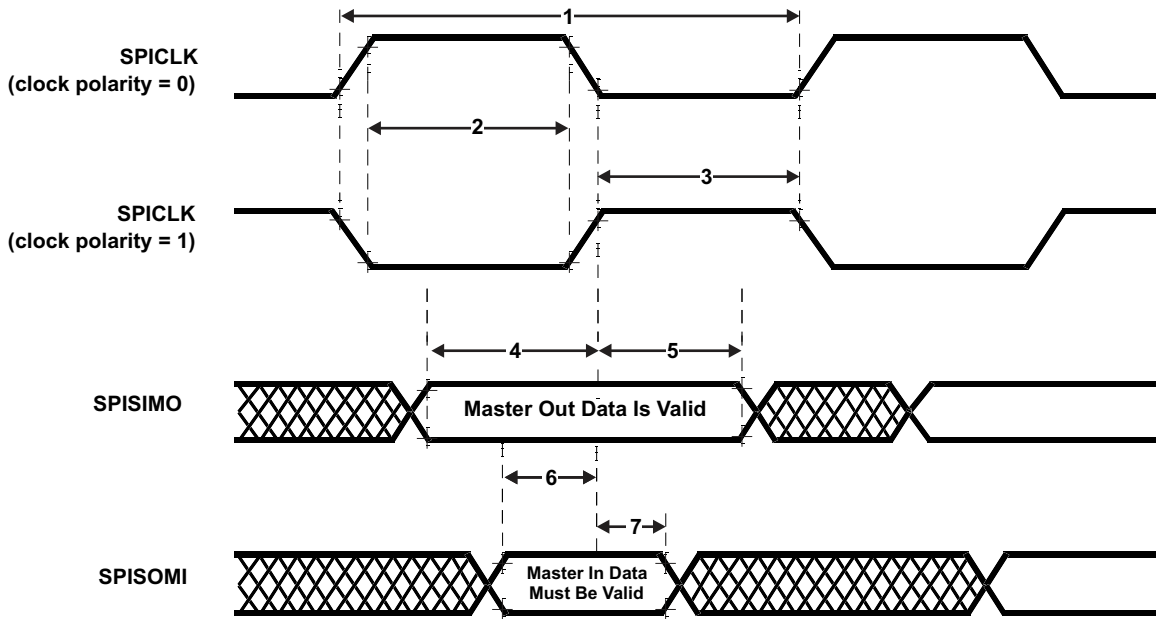 1
SPICLK
(clock polarity = 0)
2
3
SPICLK
(clock polarity = 1)
4
5
SPISIMO
Master Out Data Is Valid
6
7
SPISOMI
Master In Data
Must Be Valid